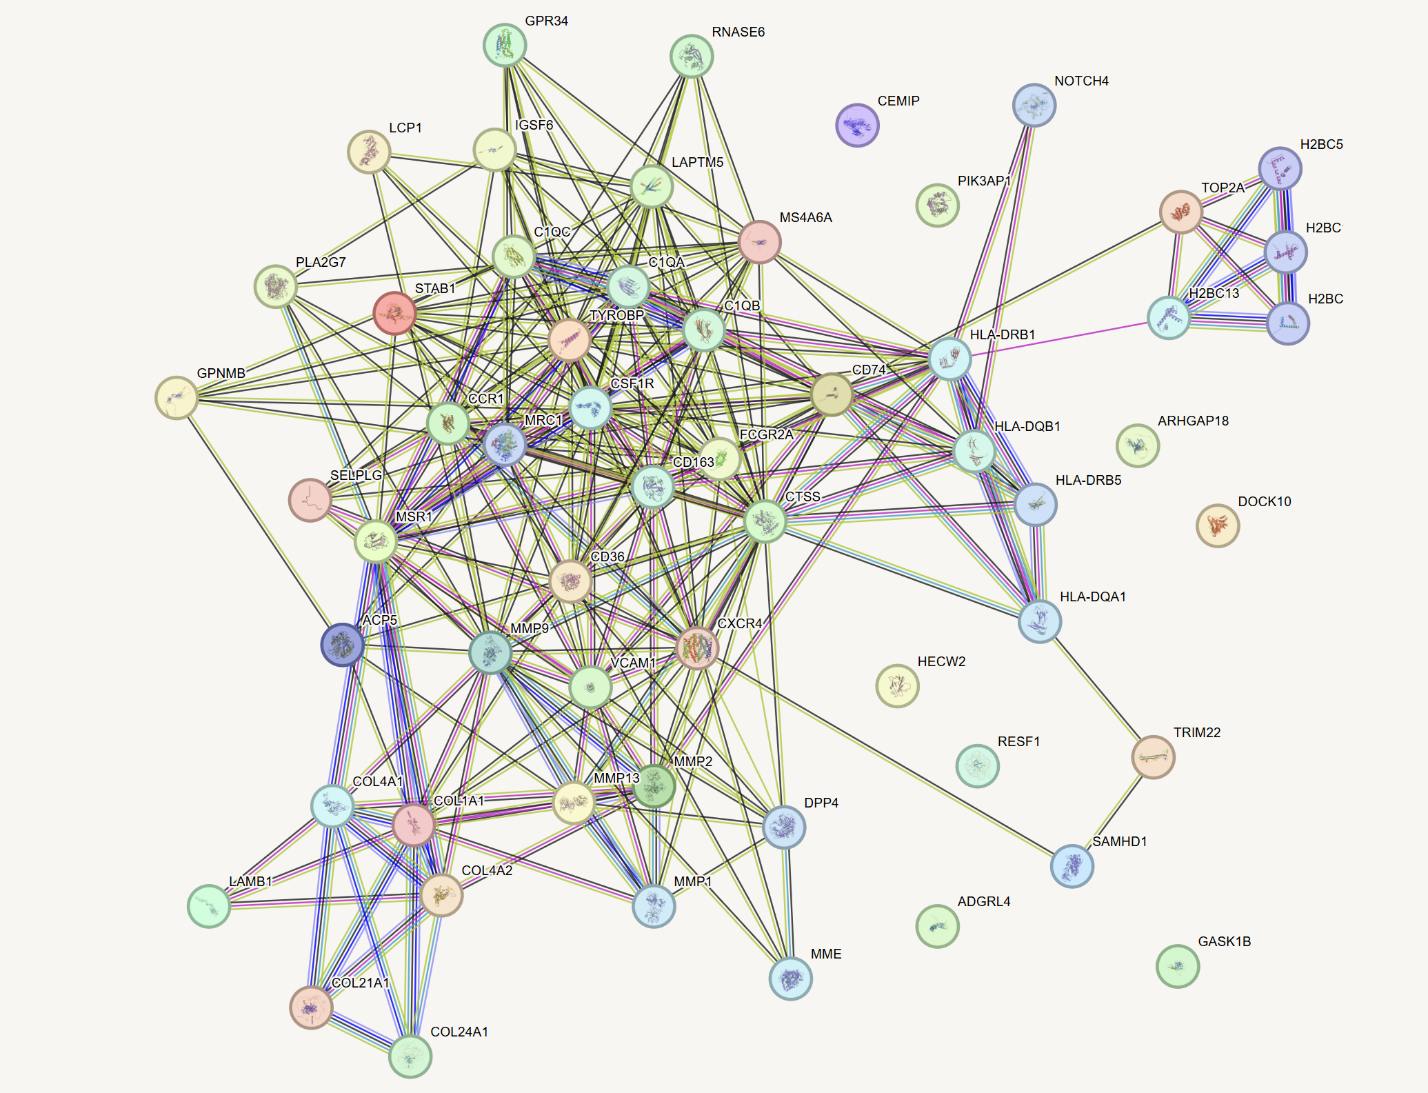 GPR34
RNASE6
NOTCH4
CEMIP
LCP1
IGSF6
H2BC5
LAPTM5
PIK3AP1
TOP2A
MS4A6A
C1QC
H2BC
PLA2G7
C1QA
STAB1
H2BC13
H2BC
C1QB
TYROBP
HLA-DRB1
GPNMB
CD74
CSF1R
CCR1
MRC1
ARHGAP18
HLA-DQB1
FCGR2A
CD163
SELPLG
HLA-DRB5
CTSS
DOCK10
MSR1
CD36
HLA-DQA1
ACP5
CXCR4
MMP9
HECW2
VCAM1
TRIM22
RESF1
MMP2
MMP13
COL4A1
COL1A1
DPP4
SAMHD1
COL4A2
LAMB1
MMP1
ADGRL4
GASK1B
MME
COL21A1
COL24A1